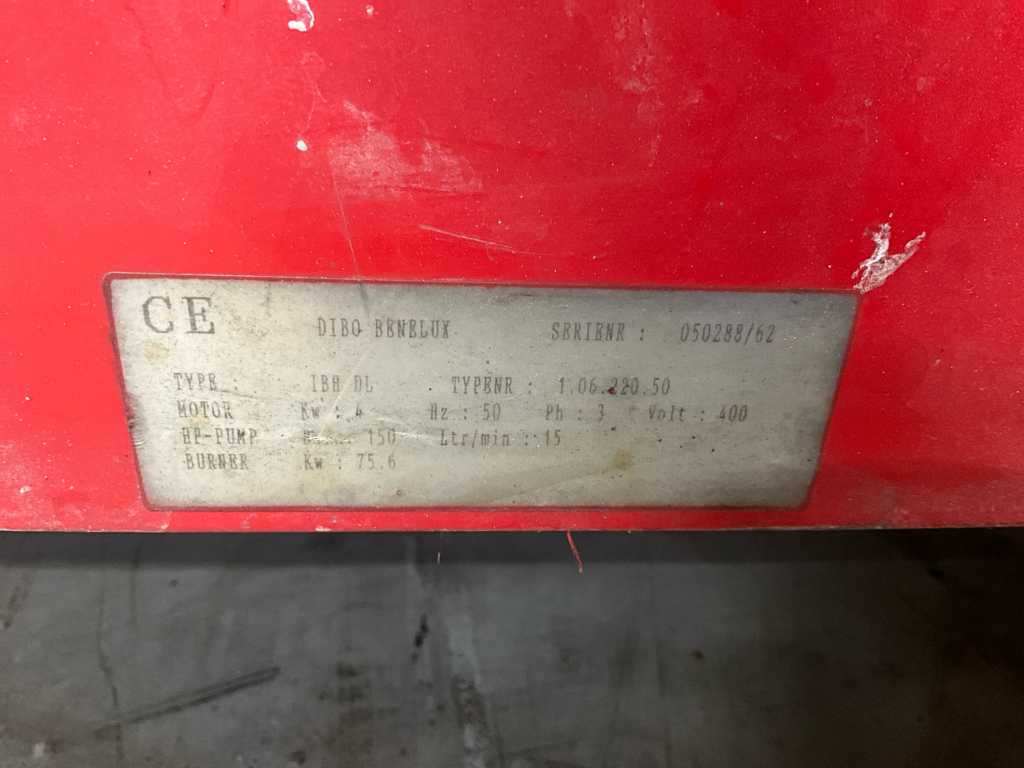 CE DIBO BENELUX SERIENR : 050288/62
TYPE : IBH DL TYPENR : 1.06.220.50
MOTOR Kw : 4 Hz : 50 Ph : 3 Volt : 400
HP-PUMP : 150 Ltr/min : 15
BURNER Kw : 75.6